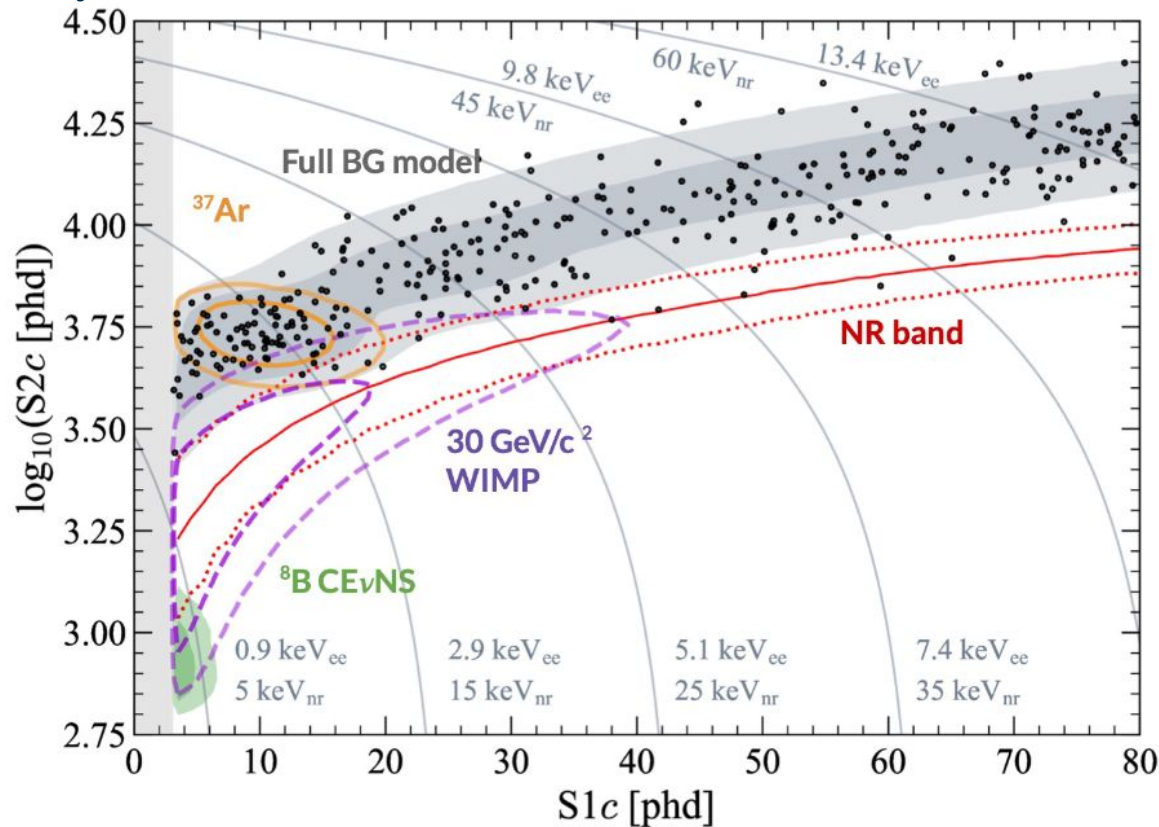 4.50
4.25
4.00
3.75
3.50
3.25
3.00
2.75
log₁₀(S2c [phd])
9.8 keVₑₑ
45 keVₙᵣ
60 keVₙᵣ
13.4 keVₑₑ
Full BG model
³⁷Ar
NR band
30 GeV/c ²
WIMP
⁸B CEνNS
0.9 keVₑₑ
5 keVₙᵣ
2.9 keVₑₑ
15 keVₙᵣ
5.1 keVₑₑ
25 keVₙᵣ
7.4 keVₑₑ
35 keVₙᵣ
0 10 20 30 40 50 60 70 80
S1c [phd]